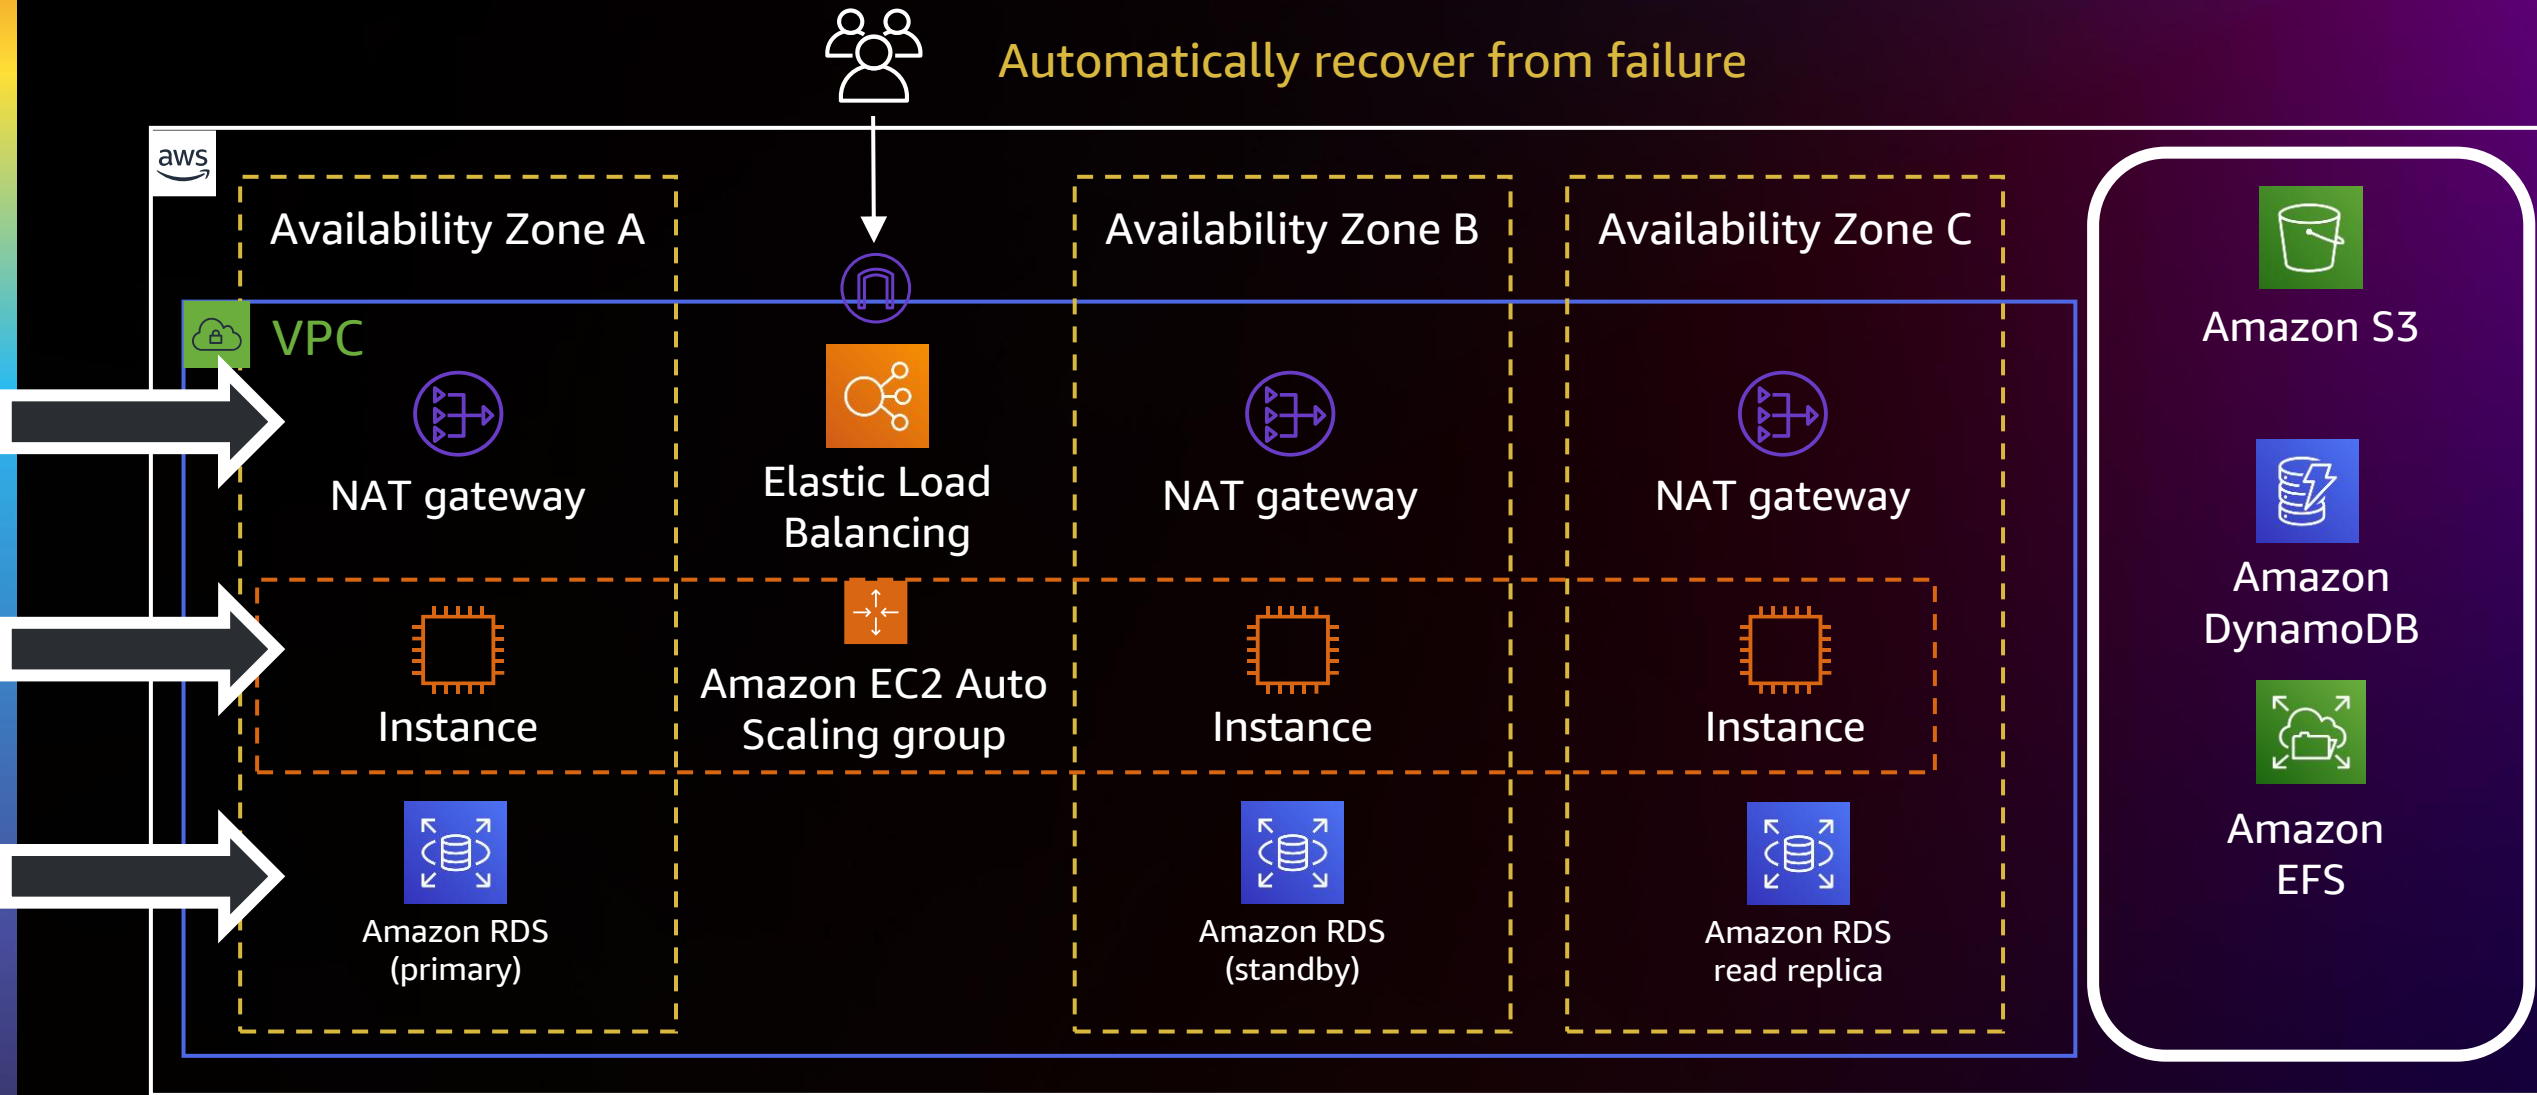 Automatically recover from failure
aws
Availability Zone A
Availability Zone B
Availability Zone C
VPC
NAT gateway
Elastic Load
Balancing
NAT gateway
NAT gateway
Instance
Amazon EC2 Auto
Scaling group
Instance
Instance
Amazon RDS
(primary)
Amazon RDS
(standby)
Amazon RDS
read replica
Amazon S3
Amazon
DynamoDB
Amazon
EFS